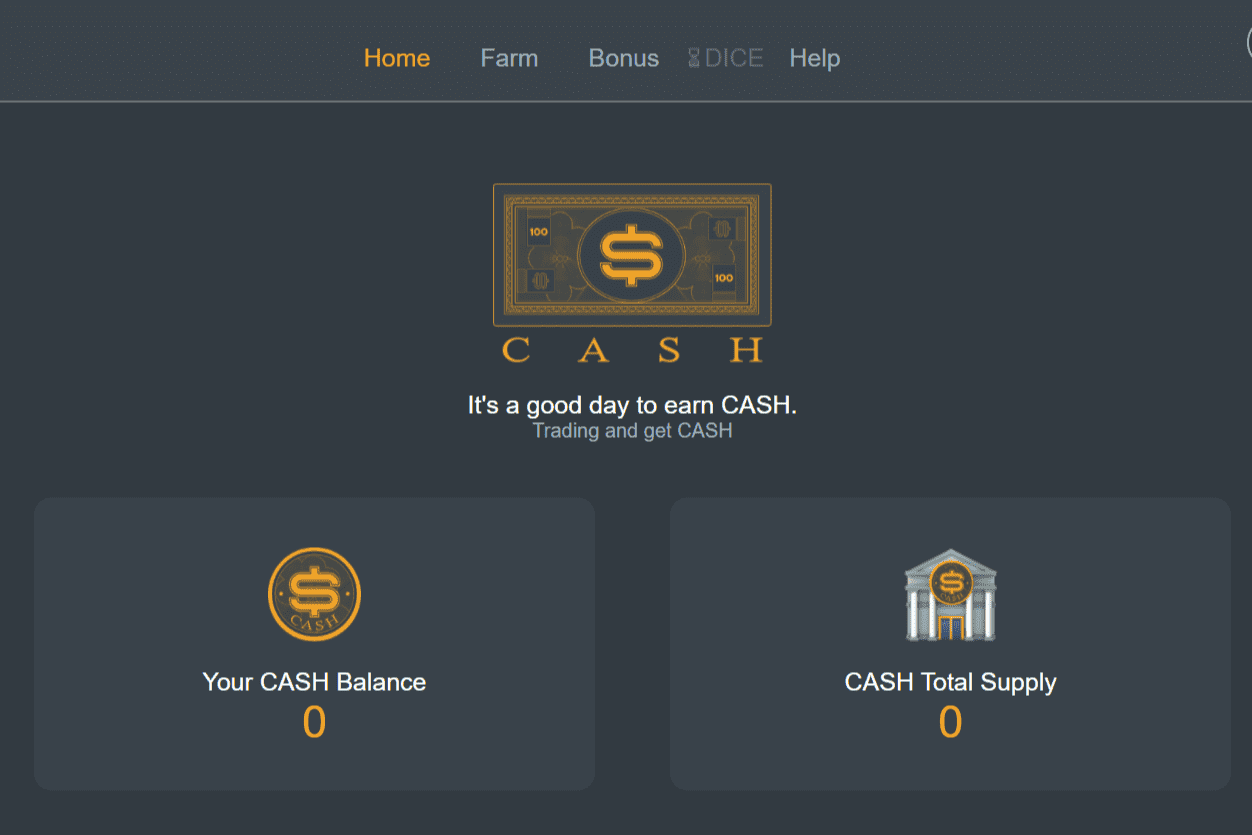 Home Farm Bonus DICE Help
100
100
C A S H
It's a good day to earn CASH.
Trading and get CASH
CASH
CASH
Your CASH Balance
0
CASH Total Supply
0